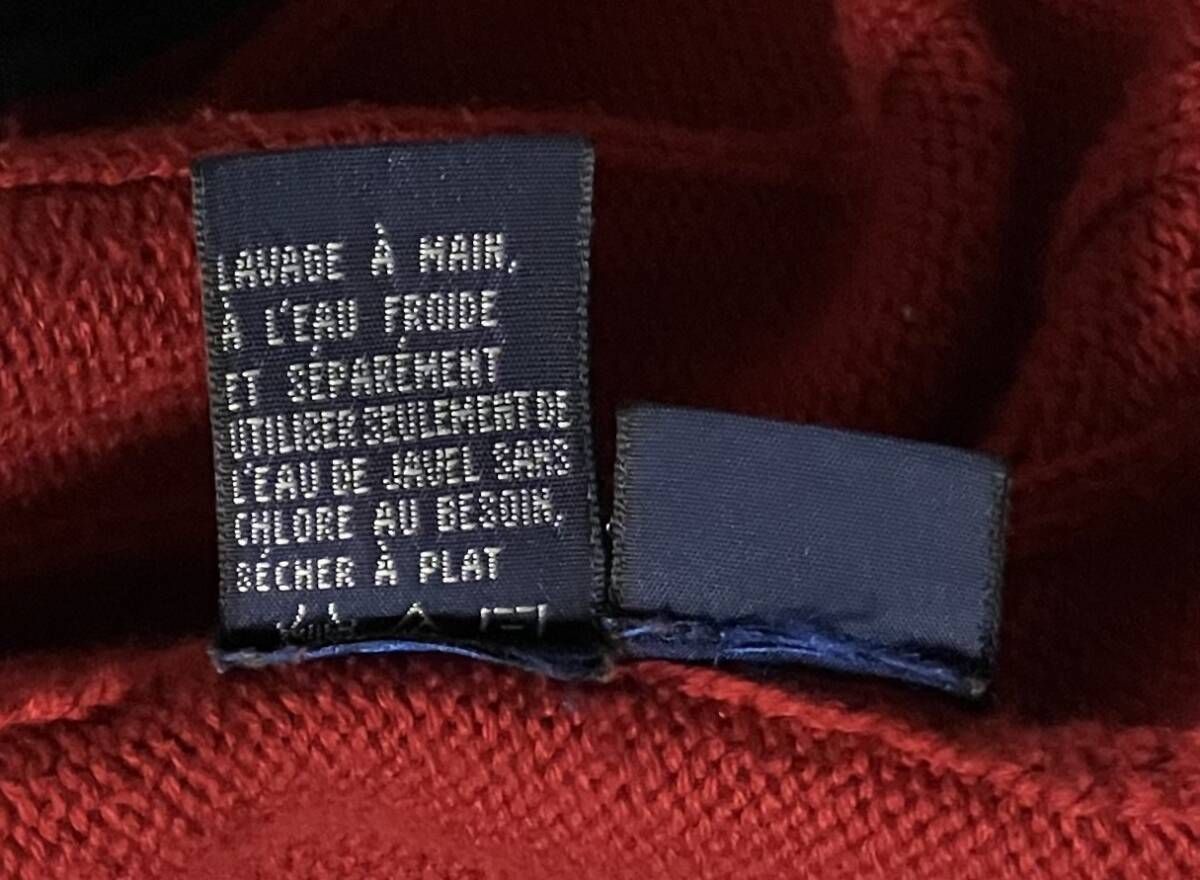 LAVAGE À MAIN,
À L'EAU FROIDE
ET SÉPARÉMENT
UTILISER SEULEMENT DE
L'EAU DE JAVEL SANS
CHLORE AU BESOIN,
SÉCHER À PLAT